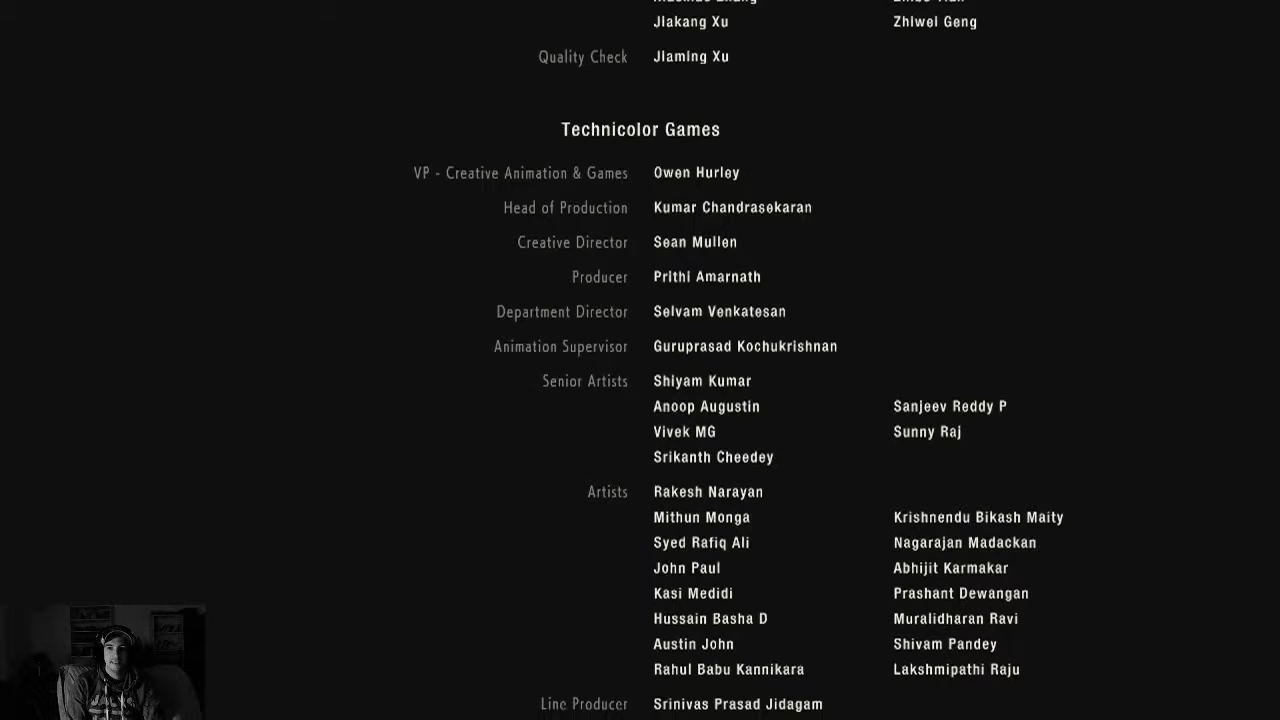 Jiakang Xu Zhiwei Geng
Quality Check Jiaming Xu
Technicolor Games
VP - Creative Animation & Games Owen Hurley
Head of Production Kumar Chandrasekaran
Creative Director Sean Mullen
Producer Prithi Amarnath
Department Director Selvam Venkatesan
Animation Supervisor Guruprasad Kochukrishnan
Senior Artists Shiyam Kumar
Anoop Augustin Sanjeev Reddy P
Vivek MG Sunny Raj
Srikanth Cheedey
Artists Rakesh Narayan
Mithun Monga Krishnendu Bikash Maity
Syed Rafiq Ali Nagarajan Madackan
John Paul Abhijit Karmakar
Kasi Medidi Prashant Dewangan
Hussain Basha D Muralidharan Ravi
Austin John Shivam Pandey
Rahul Babu Kannikara Lakshmipathi Raju
Line Producer Srinivas Prasad Jidagam